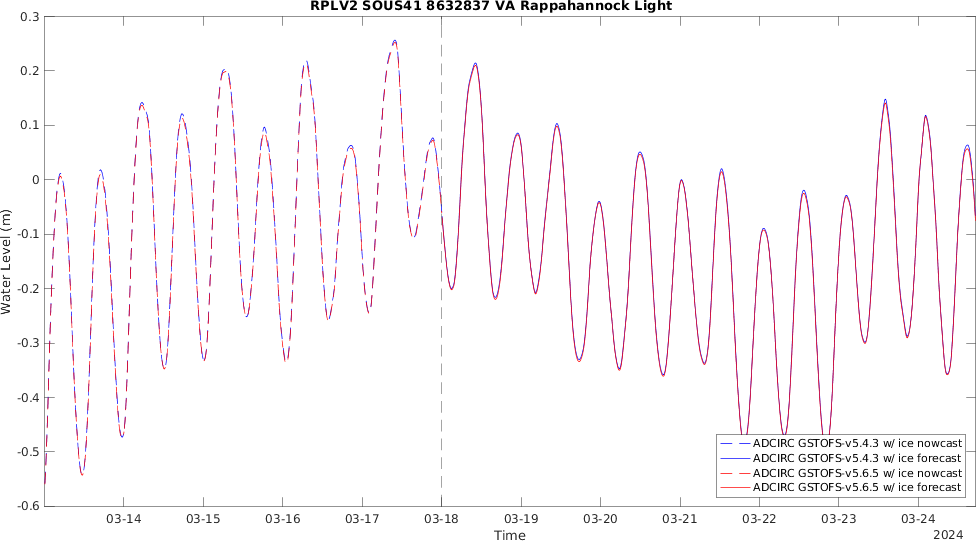 RPLV2 SOUS41 8632837 VA Rappahannock Light
Water Level (m)
0.3
0.2
0.1
0
-0.1
-0.2
-0.3
-0.4
-0.5
-0.6
ADCIRC GSTOFS-v5.4.3 w/ ice nowcast
ADCIRC GSTOFS-v5.4.3 w/ ice forecast
ADCIRC GSTOFS-v5.6.5 w/ ice nowcast
ADCIRC GSTOFS-v5.6.5 w/ ice forecast
03-14 03-15 03-16 03-17 03-18 03-19 03-20 03-21 03-22 03-23 03-24
Time
2024